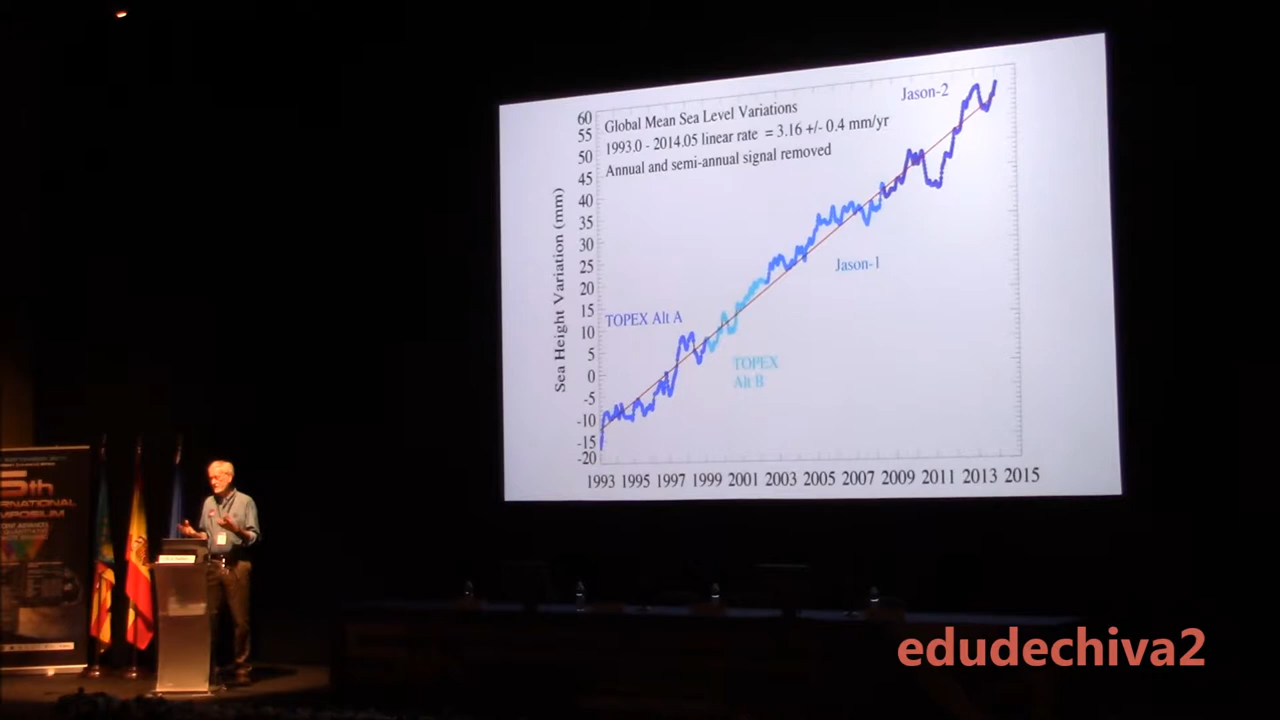 Global Mean Sea Level Variations
1993.0 - 2014.05 linear rate = 3.16 +/- 0.4 mm/yr
Annual and semi-annual signal removed
Jason-2
Jason-1
TOPEX Alt A
TOPEX
Alt B
Sea Height Variation (mm)
60
55
50
45
40
35
30
25
20
15
10
5
0
-5
-10
-15
-20
1993 1995 1997 1999 2001 2003 2005 2007 2009 2011 2013 2015
5th
INTERNATIONAL
SYMPOSIUM
edudechiva2